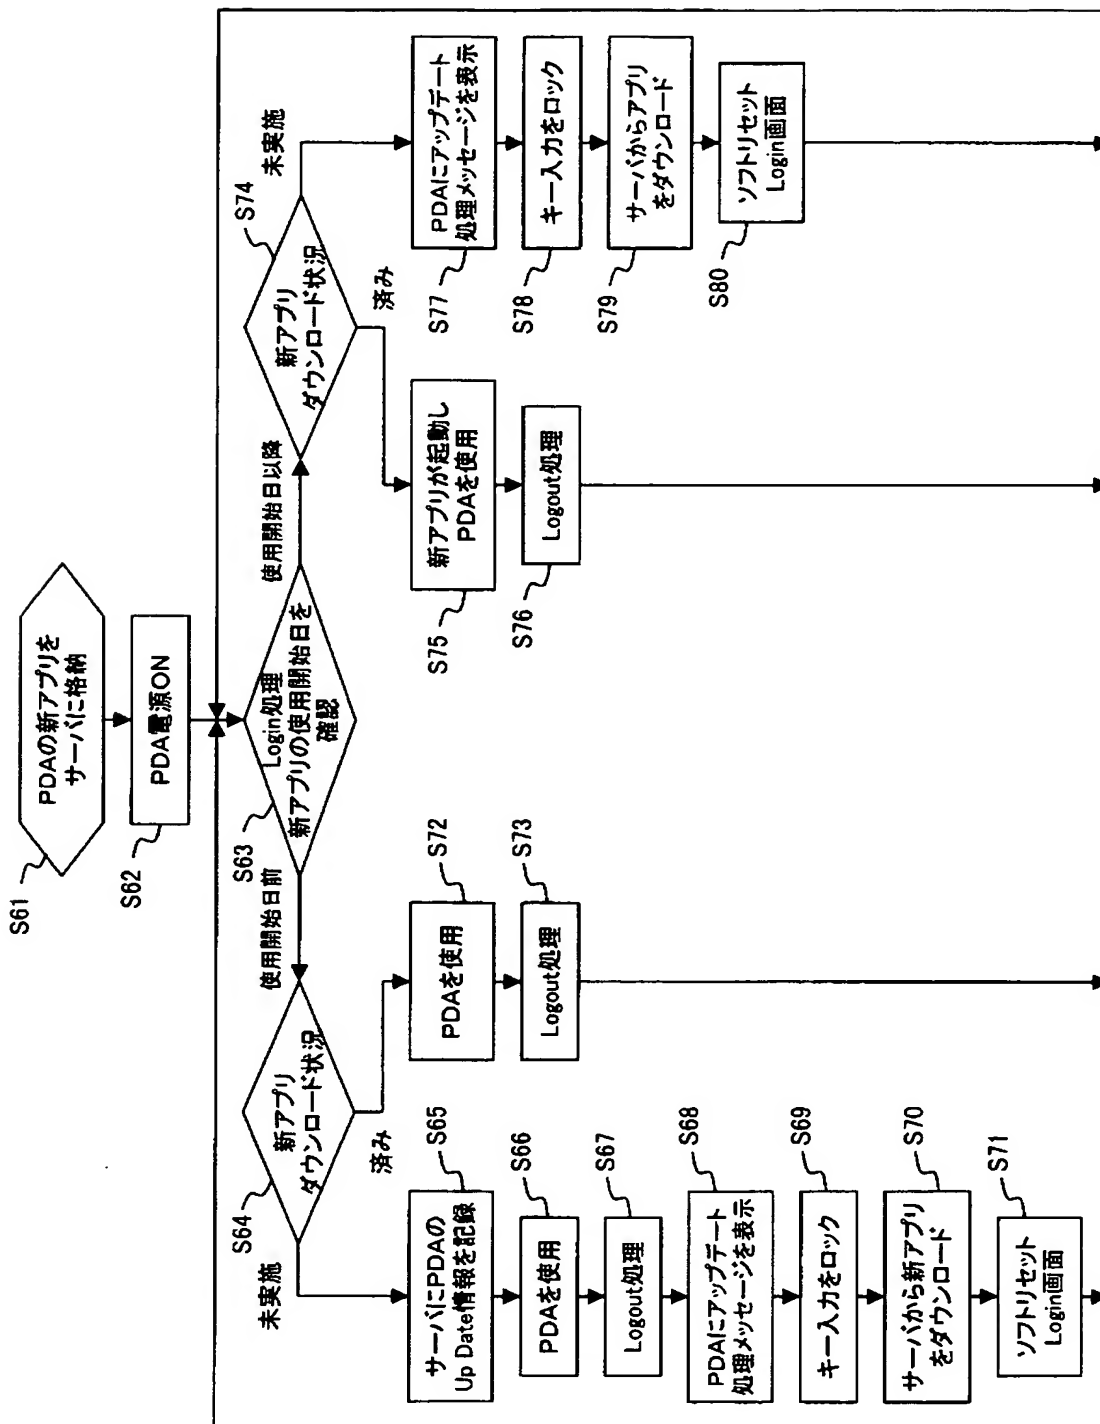 S61
PDAの新アプリを
サーバに格納
S62
PDA電源ON
S63
Login処理
新アプリの使用開始日を
確認
使用開始日前
使用開始日以降
S64
新アプリ
ダウンロード状況
未実施
済み
S65
サーバにPDAの
Up Date情報を記録
S66
PDAを使用
S67
Logout処理
S68
PDAにアップデート
処理メッセージを表示
S69
キー入力をロック
S70
サーバから新アプリ
をダウンロード
S71
ソフトリセット
Login画面
S72
PDAを使用
S73
Logout処理
S74
新アプリ
ダウンロード状況
済み
未実施
S75
新アプリが起動し
PDAを使用
S76
Logout処理
S77
PDAにアップデート
処理メッセージを表示
S78
キー入力をロック
S79
サーバからアプリ
をダウンロード
S80
ソフトリセット
Login画面